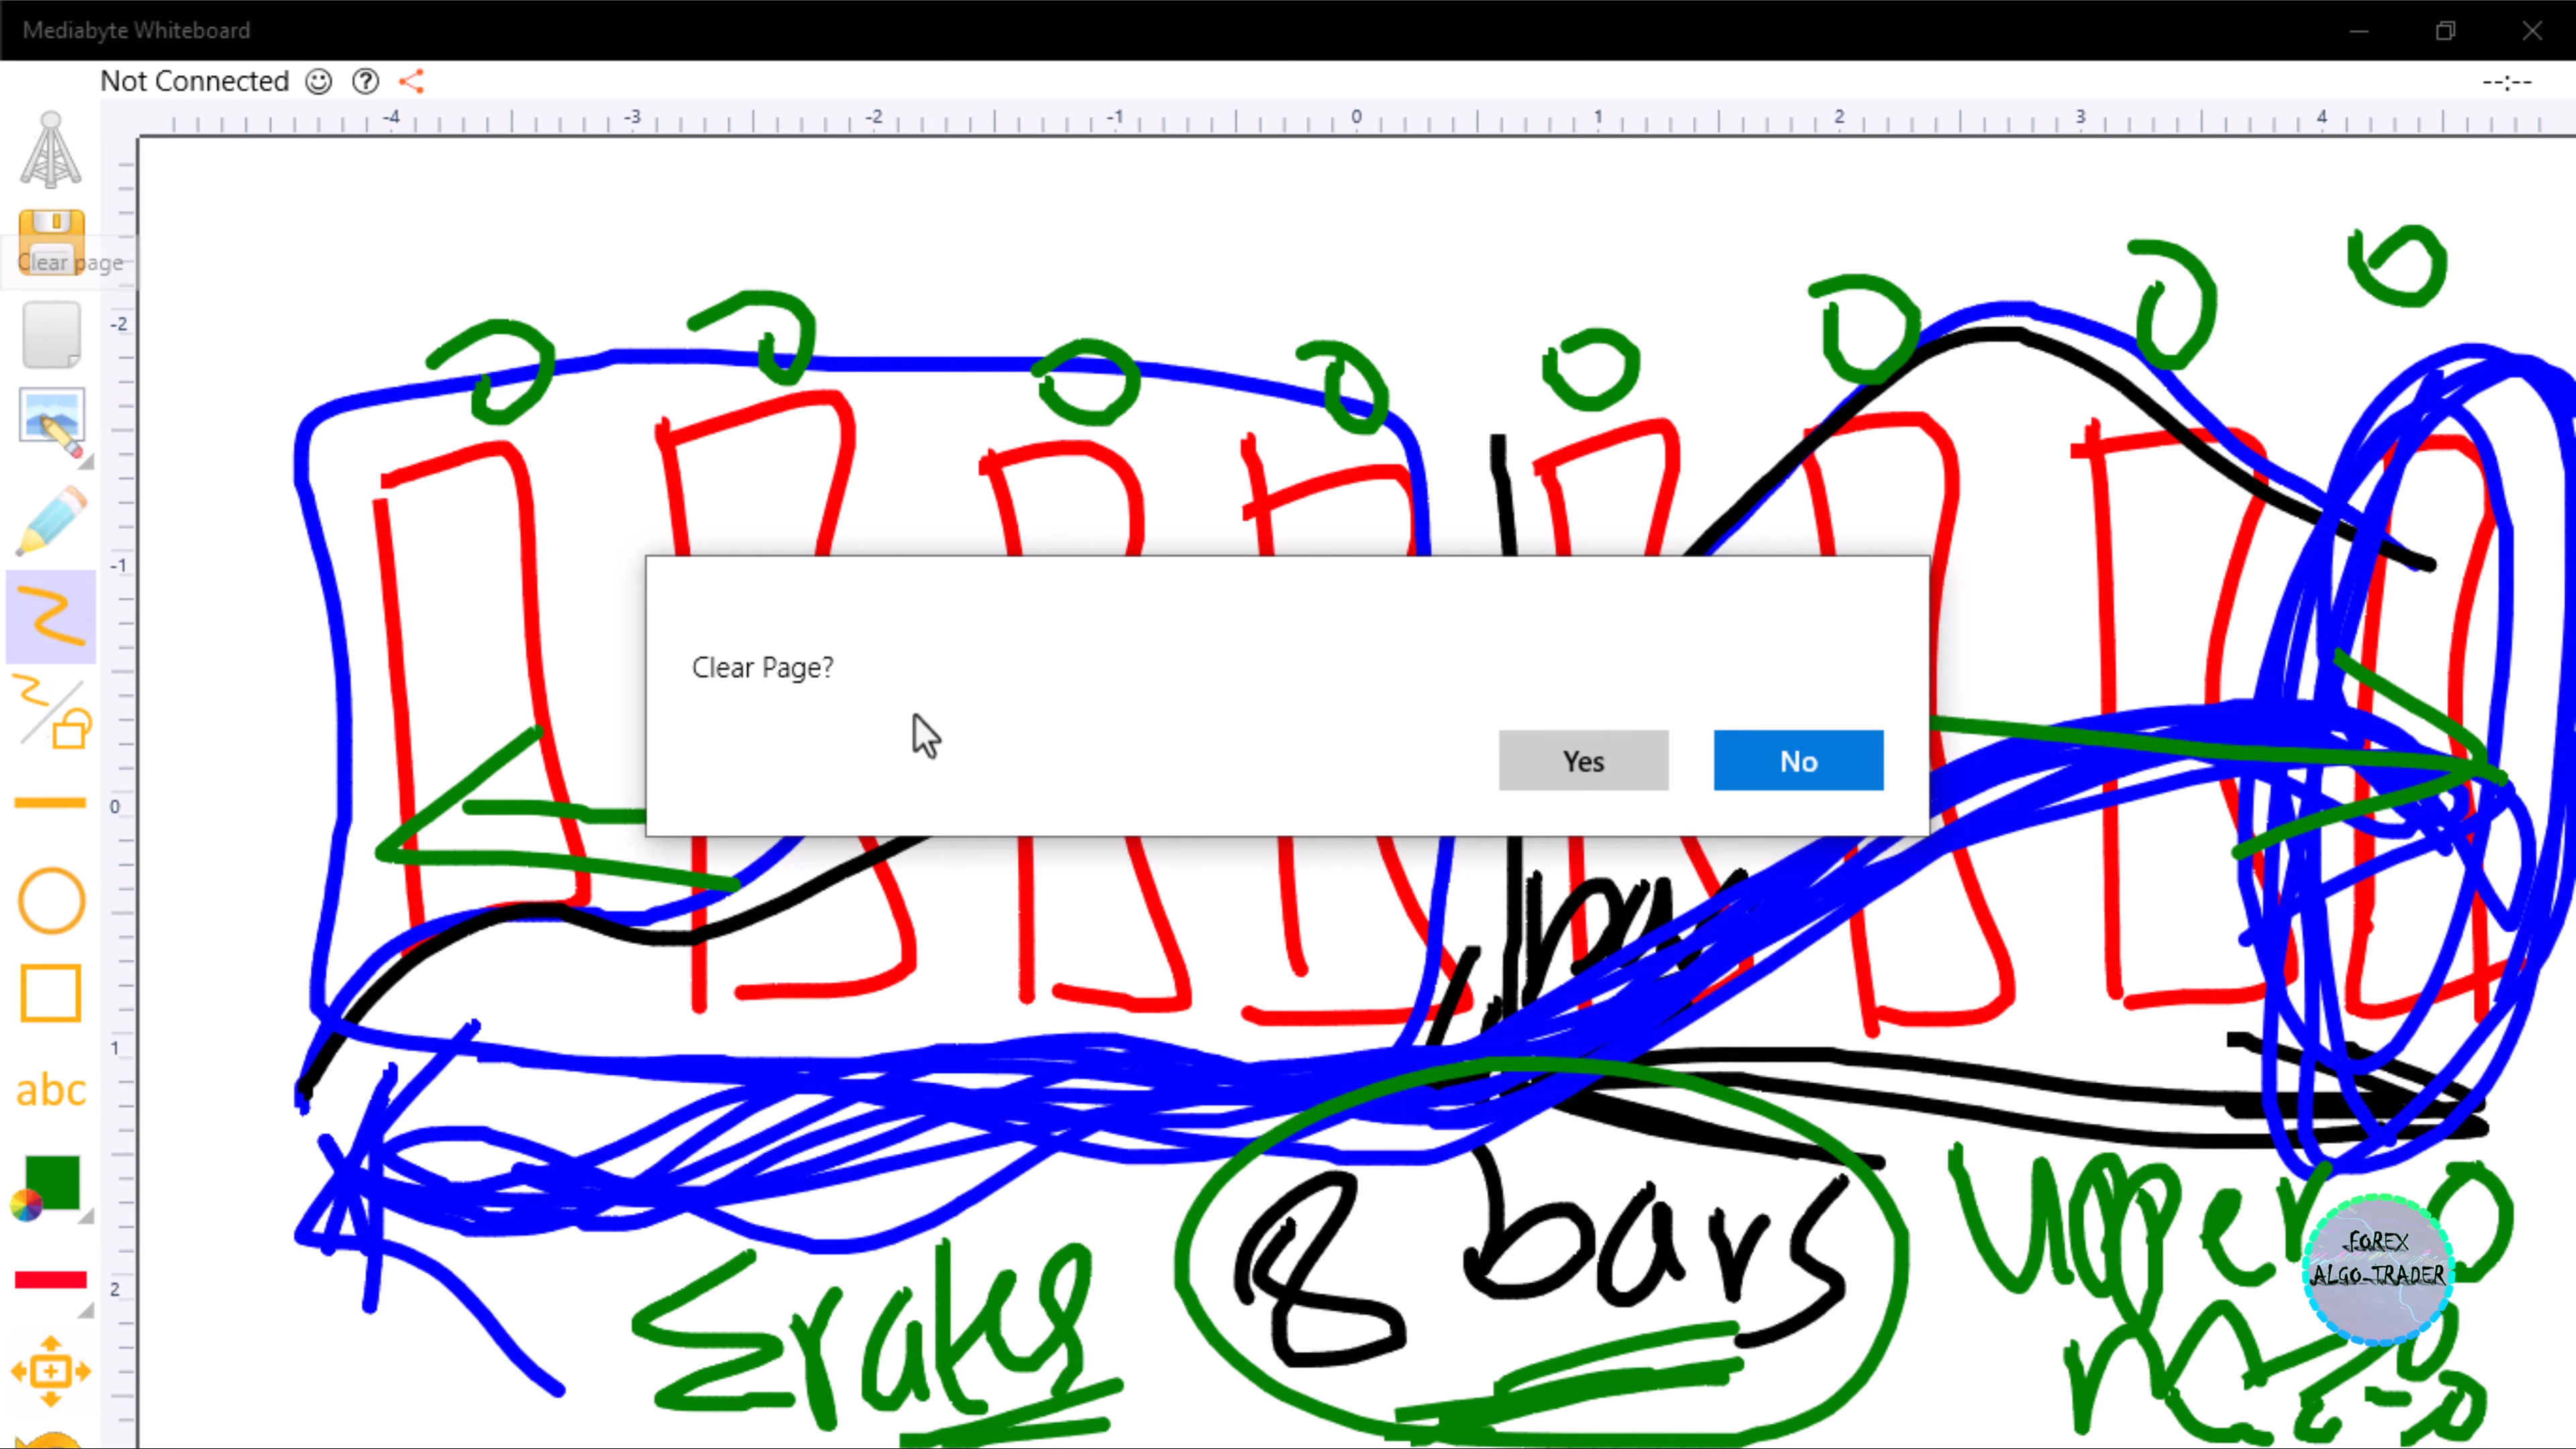 Mediabyte Whiteboard
Not Connected
--:--
-4 -3 -2 -1 0 1 2 3 4
Clear page
-2
-1
0
1
2
Clear Page?
Yes
No
abc
8 bars
upper
FOREX
ALGO-TRADER